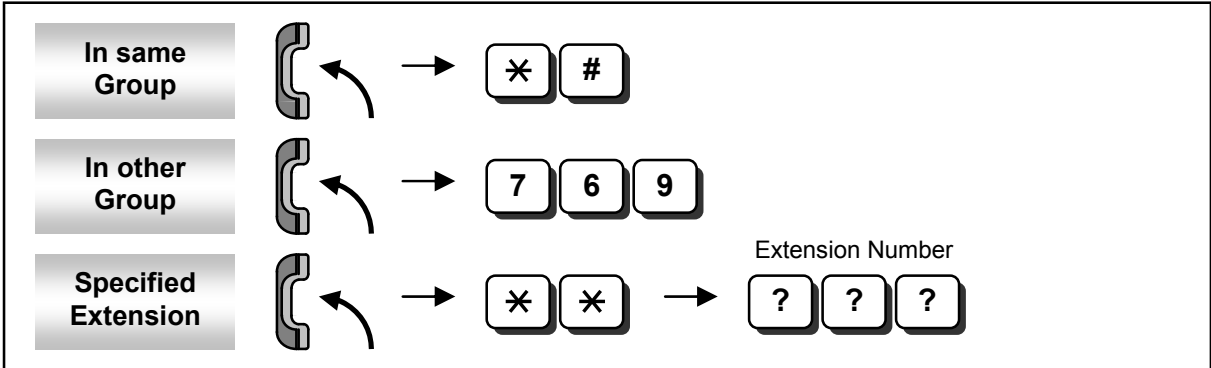 In same
Group
* #
In other
Group
7 6 9
Specified
Extension
* *
Extension Number
? ? ?